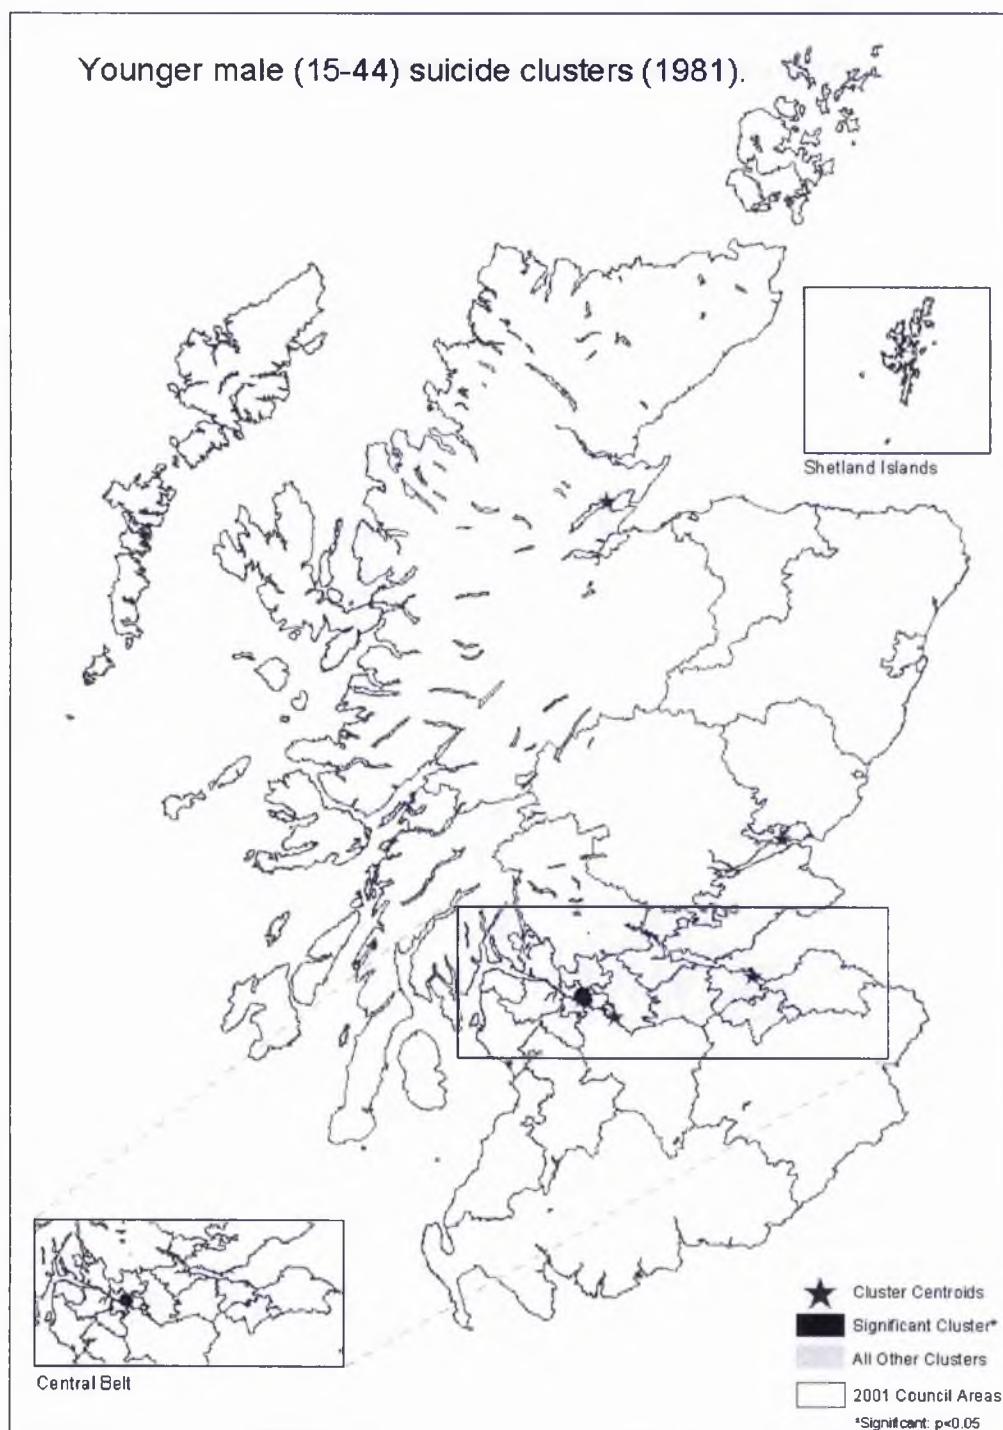 Younger male (15-44) suicide clusters (1981).
Shetland Islands
Central Belt
Cluster Centroids
Significant Cluster*
All Other Clusters
2001 Council Areas
*Significant: p<0.05